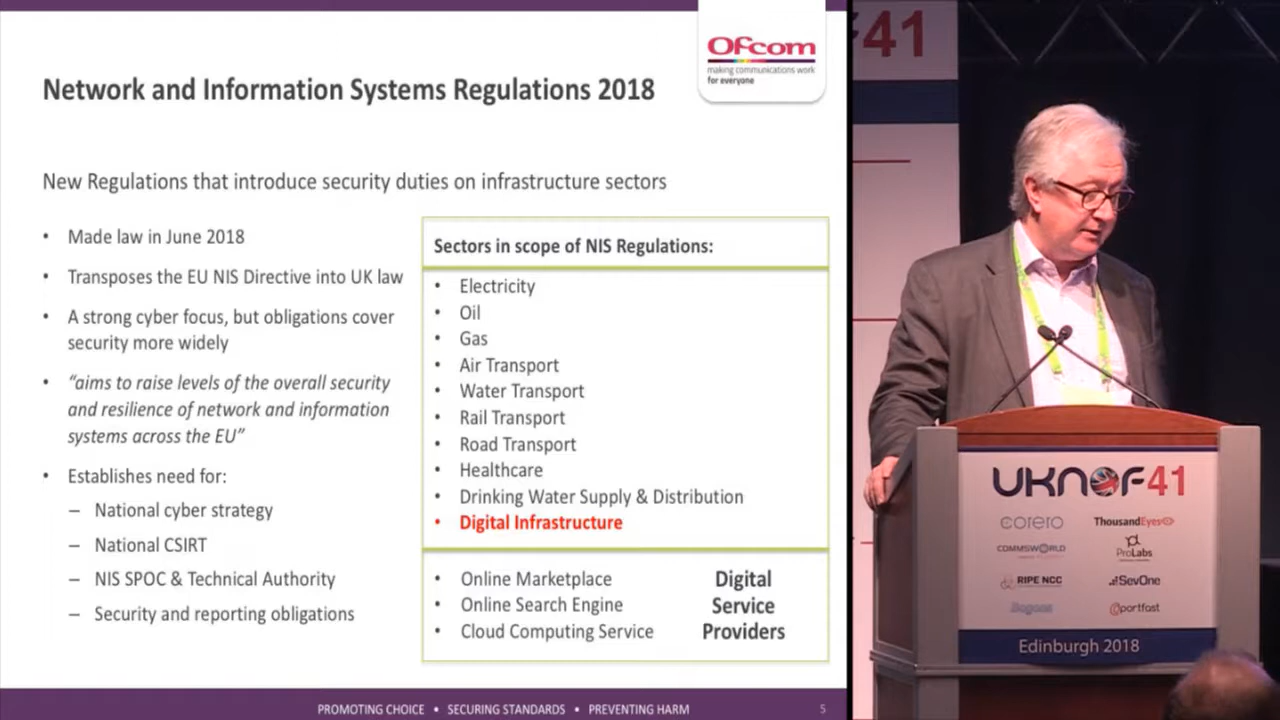 Ofcom
making communications work
for everyone
Network and Information Systems Regulations 2018
New Regulations that introduce security duties on infrastructure sectors
• Made law in June 2018
• Transposes the EU NIS Directive into UK law
• A strong cyber focus, but obligations cover
security more widely
• “aims to raise levels of the overall security
and resilience of network and information
systems across the EU”
• Establishes need for:
– National cyber strategy
– National CSIRT
– NIS SPOC & Technical Authority
– Security and reporting obligations
Sectors in scope of NIS Regulations:
• Electricity
• Oil
• Gas
• Air Transport
• Water Transport
• Rail Transport
• Road Transport
• Healthcare
• Drinking Water Supply & Distribution
• Digital Infrastructure
• Online Marketplace
• Online Search Engine
• Cloud Computing Service
Digital
Service
Providers
PROMOTING CHOICE • SECURING STANDARDS • PREVENTING HARM
5
F41
UKNOF41
corero
ThousandEyes
COMMSWORLD
ProLabs
RIPE NCC
SevOne
Bogons
portfast
Edinburgh 2018